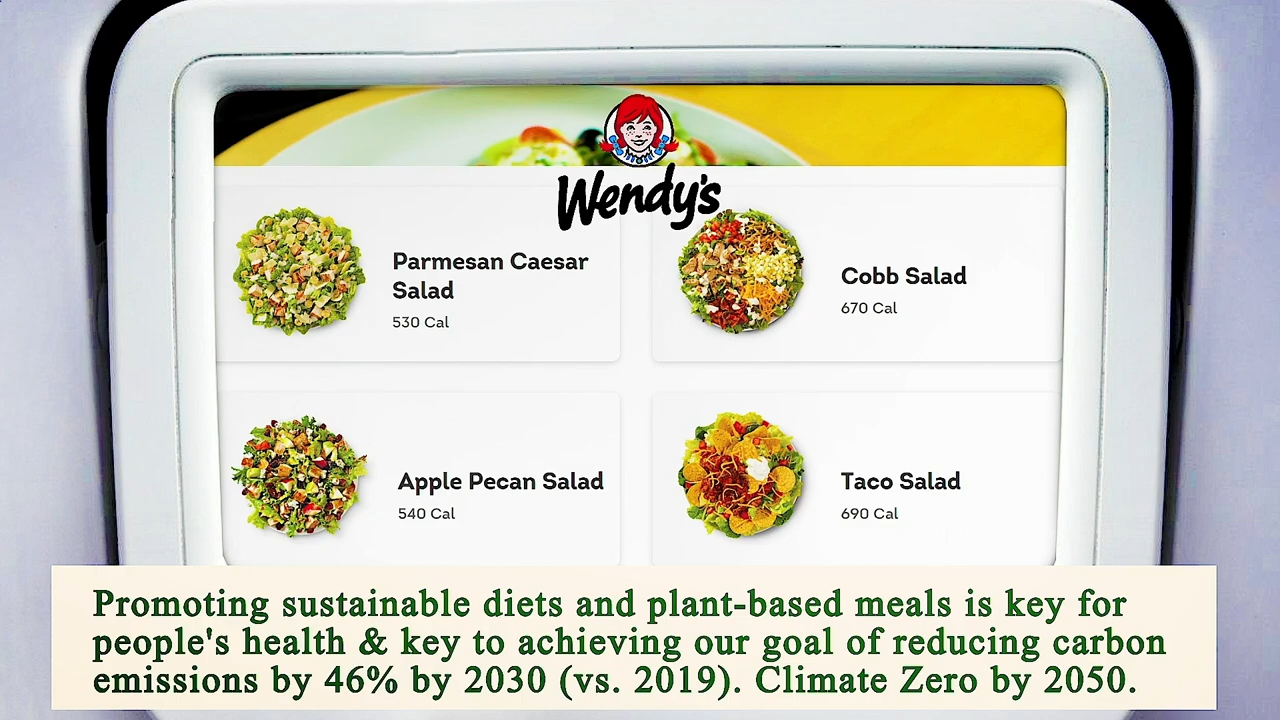 Wendy's
Parmesan Caesar
Salad
530 Cal
Cobb Salad
670 Cal
Apple Pecan Salad
540 Cal
Taco Salad
690 Cal
Promoting sustainable diets and plant-based meals is key for
people's health & key to achieving our goal of reducing carbon
emissions by 46% by 2030 (vs. 2019). Climate Zero by 2050.